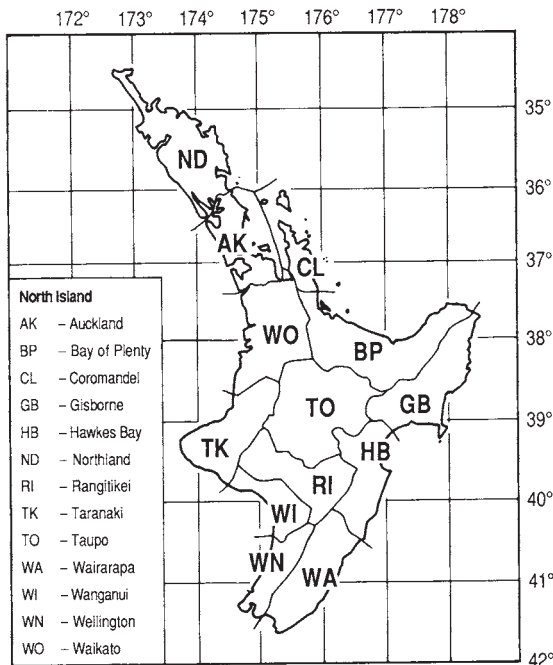 172° 173° 174° 175° 176° 177° 178°
35°
ND
36°
AK
CL
37°
North Island
AK – Auckland
BP – Bay of Plenty
CL – Coromandel
GB – Gisborne
HB – Hawkes Bay
ND – Northland
RI – Rangitikei
TK – Taranaki
TO – Taupo
WA – Wairarapa
WI – Wanganui
WN – Wellington
WO – Waikato
WO
BP
38°
TO
GB
39°
TK
HB
RI
40°
WI
WN
WA
41°
42°